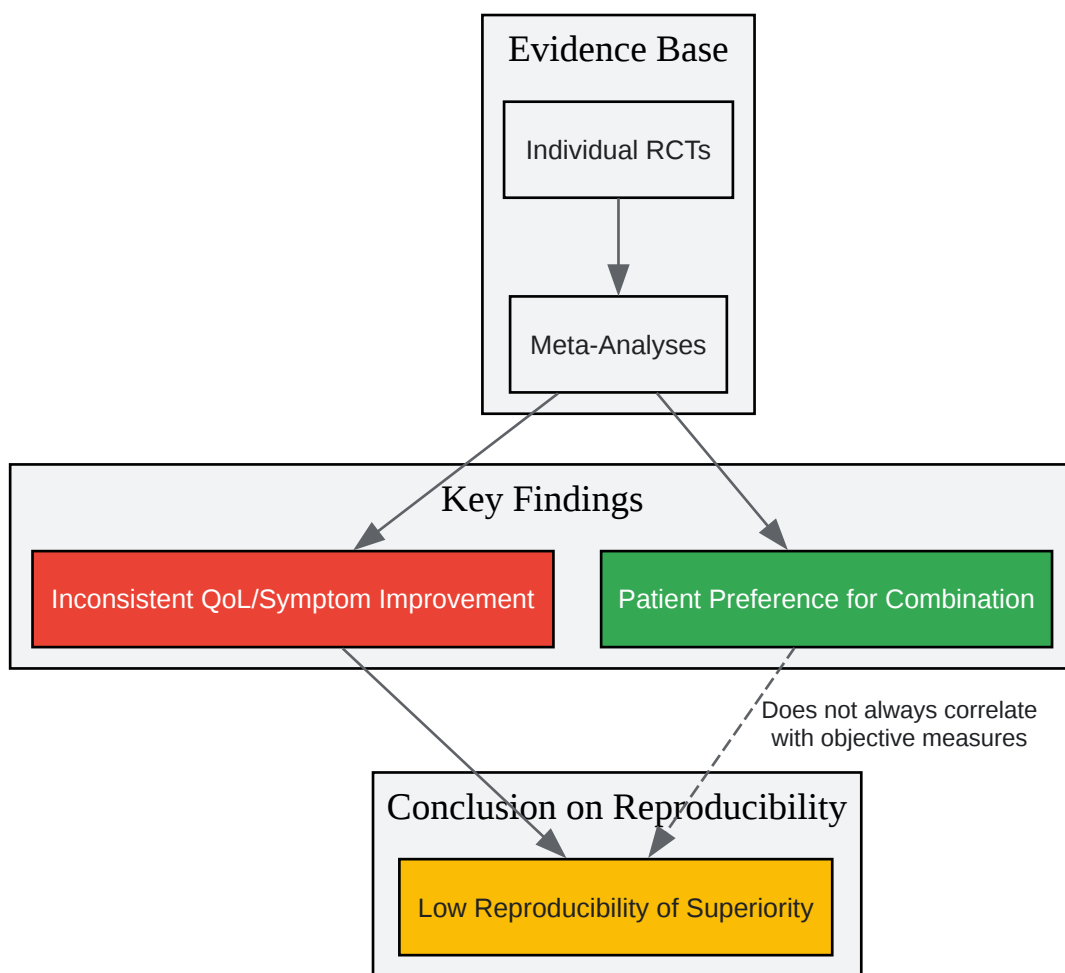 Evidence Base
Individual RCTs
Meta-Analyses
Key Findings
Inconsistent QoL/Symptom Improvement
Patient Preference for Combination
Does not always correlate
with objective measures
Conclusion on Reproducibility
Low Reproducibility of Superiority